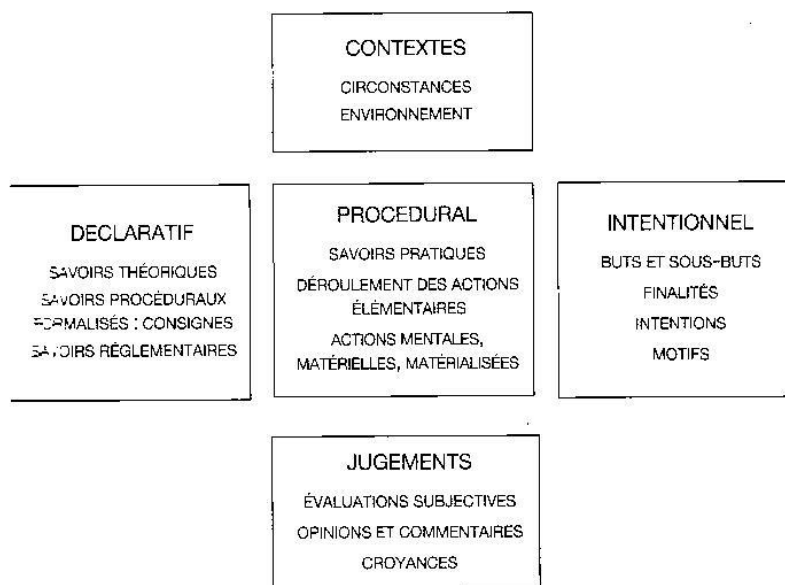 CONTEXTES
CIRCONSTANCES
ENVIRONNEMENT
DECLARATIF
SAVOIRS THÉORIQUES
SAVOIRS PROCÉDURAUX
FORMALISÉS : CONSIGNES
SAVOIRS RÉGLEMENTAIRES
PROCEDURAL
SAVOIRS PRATIQUES
DÉROULEMENT DES ACTIONS
ÉLÉMENTAIRES
ACTIONS MENTALES,
MATÉRIELLES, MATÉRIALISÉES
INTENTIONNEL
BUTS ET SOUS-BUTS
FINALITÉS
INTENTIONS
MOTIFS
JUGEMENTS
ÉVALUATIONS SUBJECTIVES
OPINIONS ET COMMENTAIRES
CROYANCES